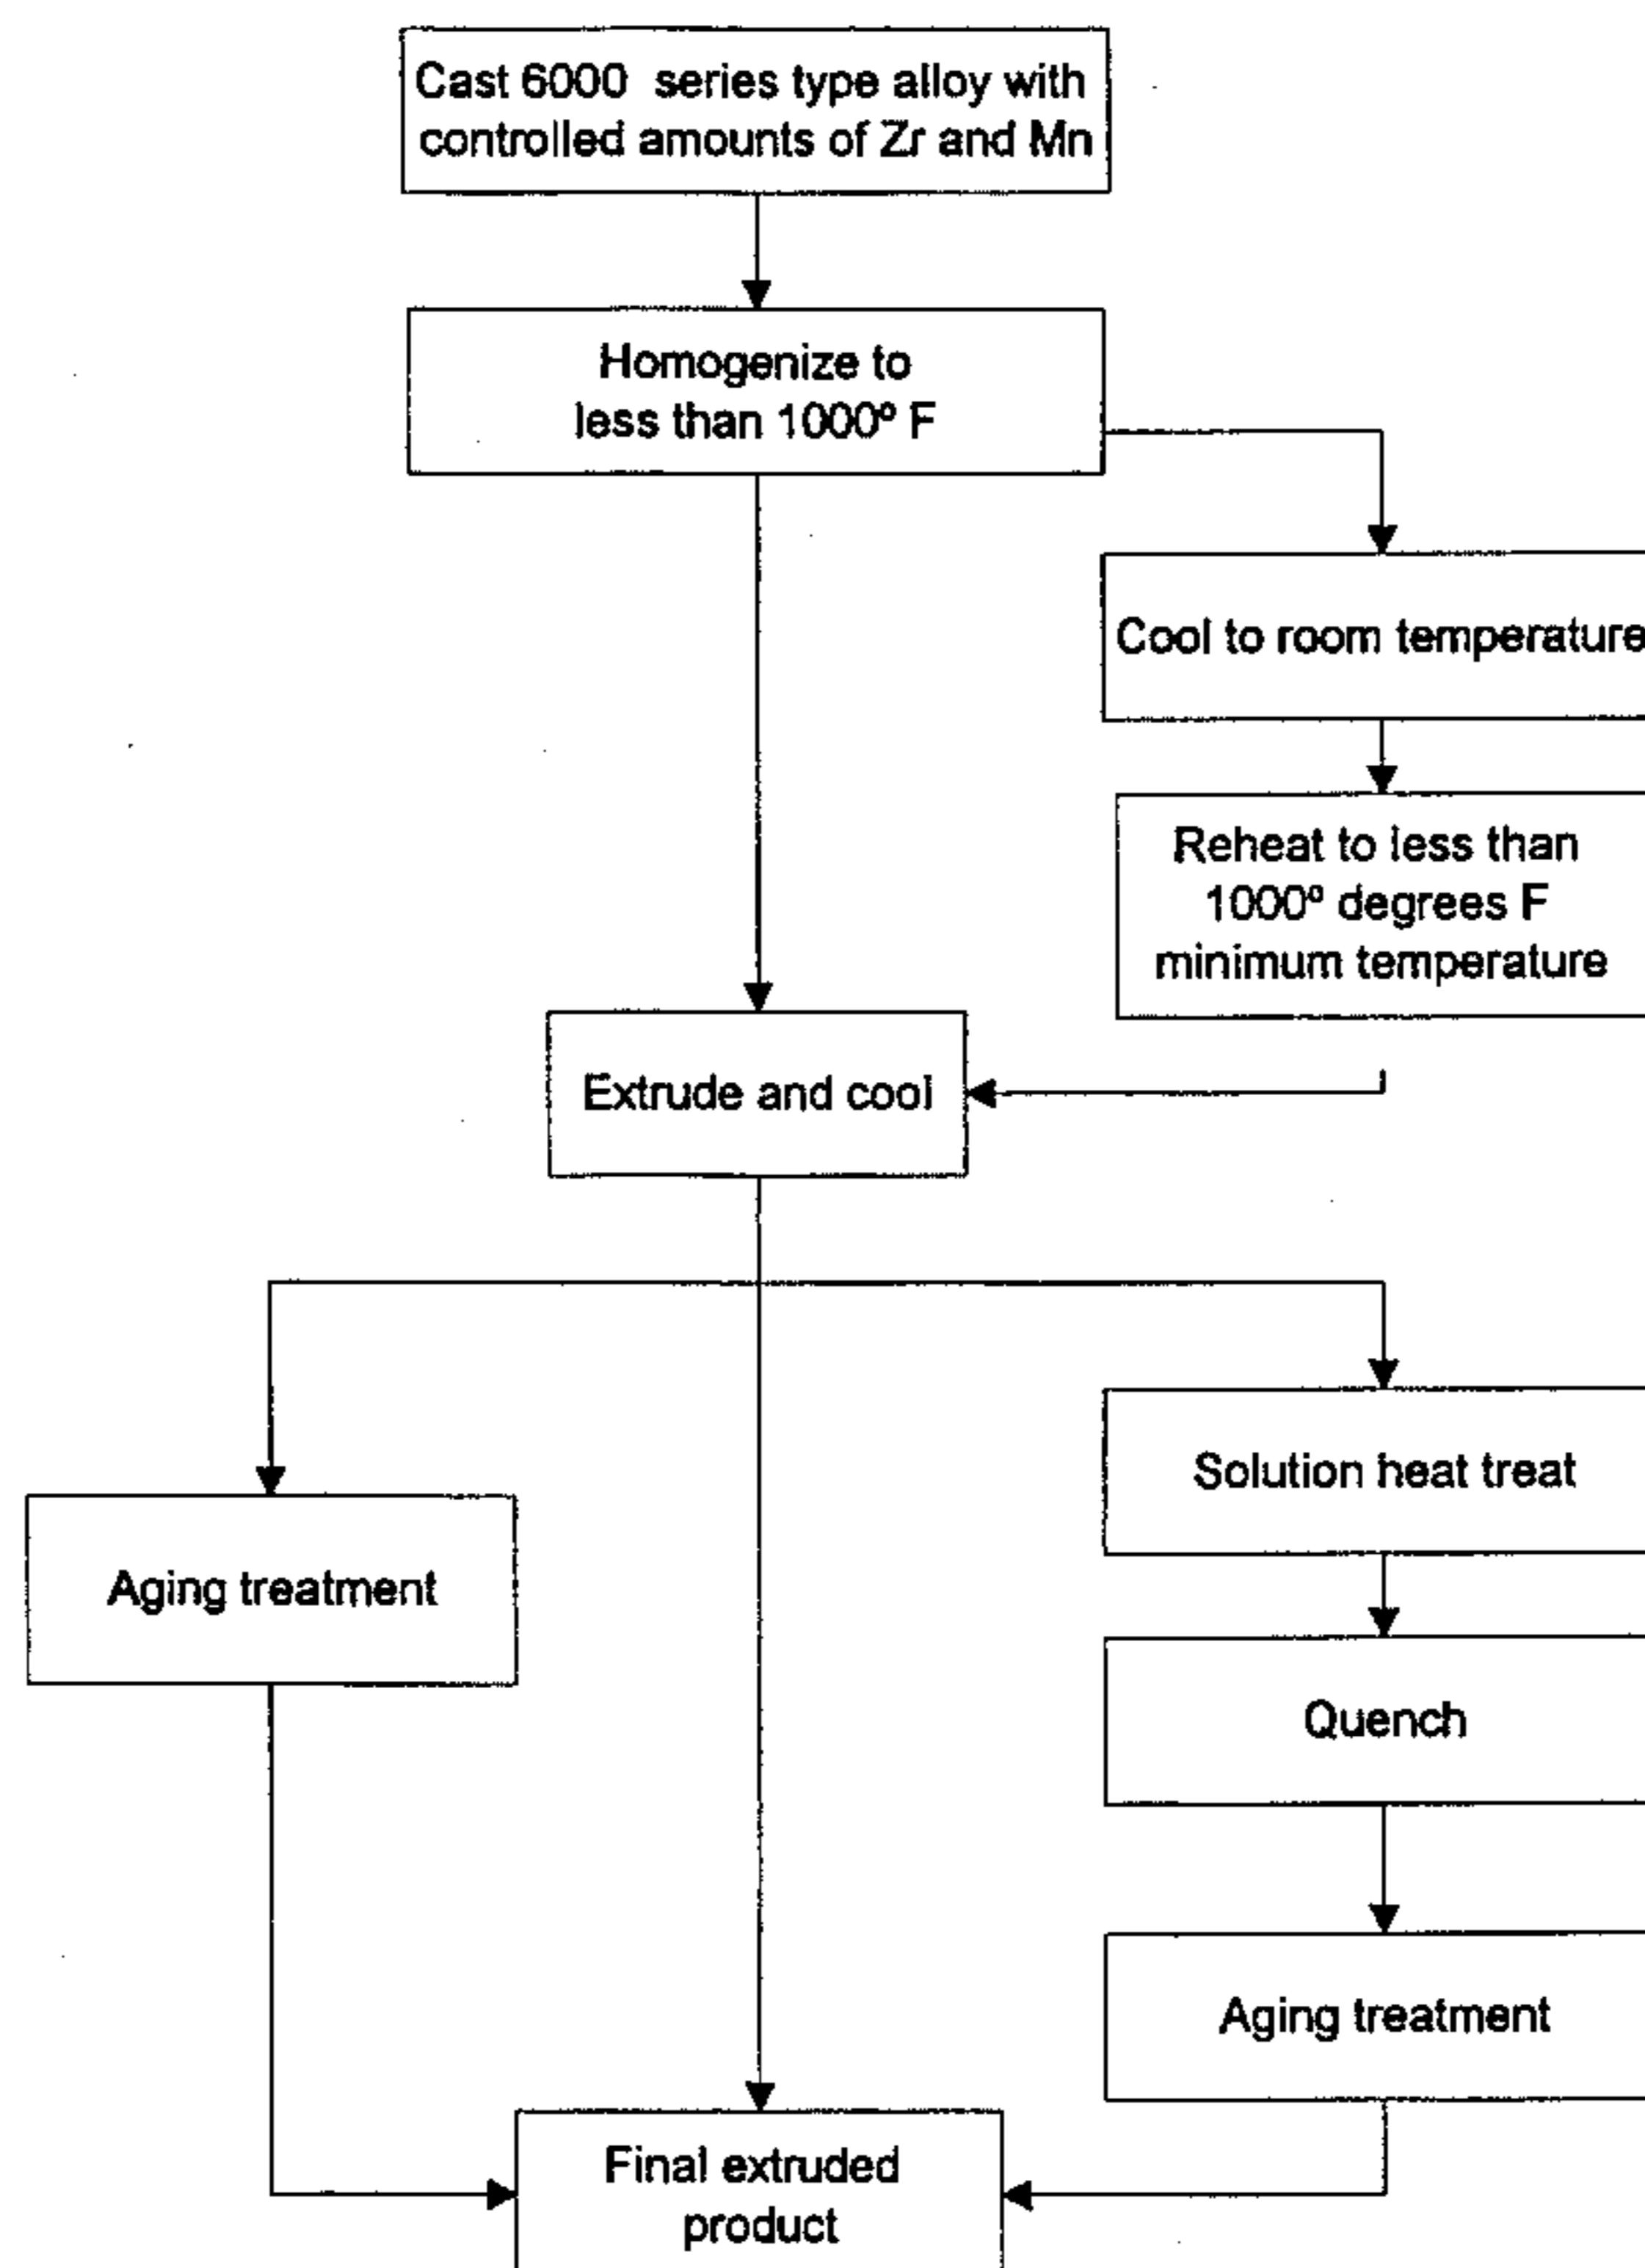 Cast 6000 series type alloy with
controlled amounts of Zr and Mn
Homogenize to
less than 1000º F
Cool to room temperature
Reheat to less than
1000º degrees F
minimum temperature
Extrude and cool
Solution heat treat
Aging treatment
Quench
Aging treatment
Final extruded
product